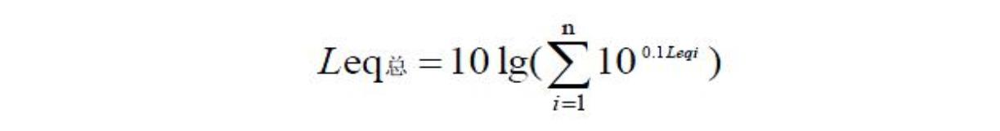 Leq总 = 10 lg(∑_{i=1}^{n} 10^{0.1Leqi})